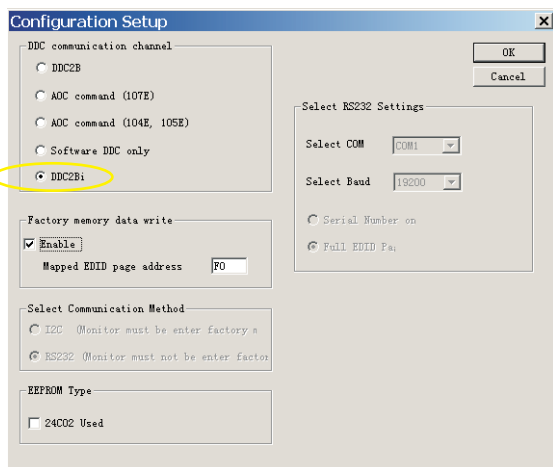 Configuration Setup
DDC communication channel
DDC2B
AOC command (107E)
AOC command (104E, 105E)
Software DDC only
DDC2Bi
Factory memory data write
Enable
Mapped EDID page address F0
Select Communication Method
I2C (Monitor must be enter factory m
RS232 (Monitor must not be enter factor
EEPROM Type
24C02 Used
OK
Cancel
Select RS232 Settings
Select COM COM1
Select Baud 19200
Serial Number on
Full EDID Pa